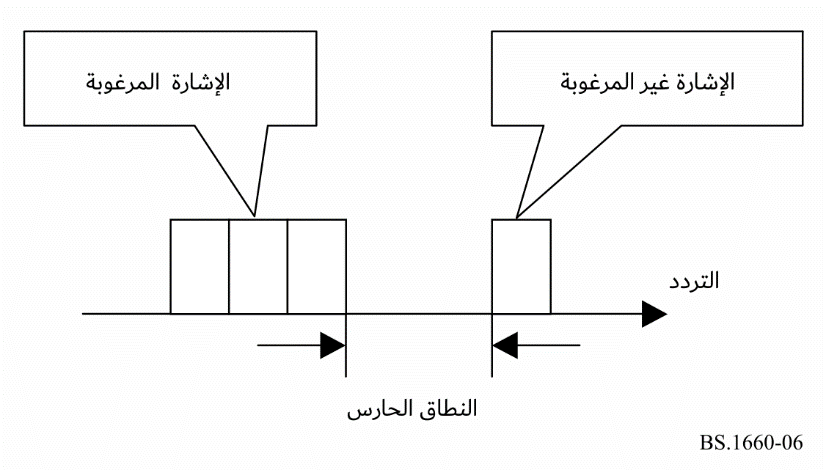 الإشارة المرغوبة
الإشارة غير المرغوبة
التردد
النطاق الحارس
BS.1660-06